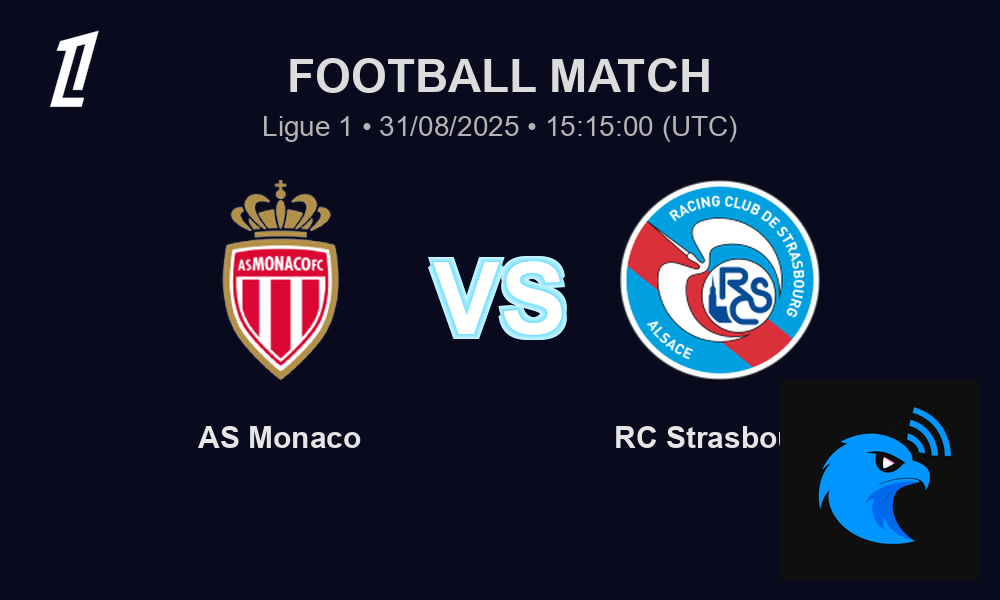 FOOTBALL MATCH
Ligue 1 • 31/08/2025 • 15:15:00 (UTC)
ASMONACOFC
VS
RACING CLUB DE STRASBOURG
RCS
ALSACE
AS Monaco
RC Strasbou